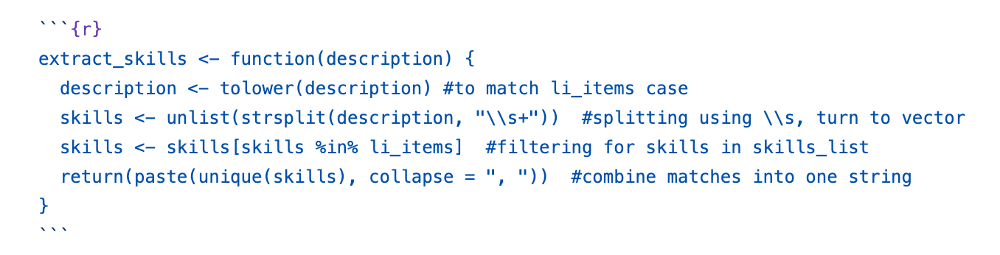 ```{r}
extract_skills <- function(description) {
  description <- tolower(description) #to match li_items case
  skills <- unlist(strsplit(description, "\\s+"))  #splitting using \\s, turn to vector
  skills <- skills[skills %in% li_items]  #filtering for skills in skills_list
  return(paste(unique(skills), collapse = ", "))  #combine matches into one string
}
```